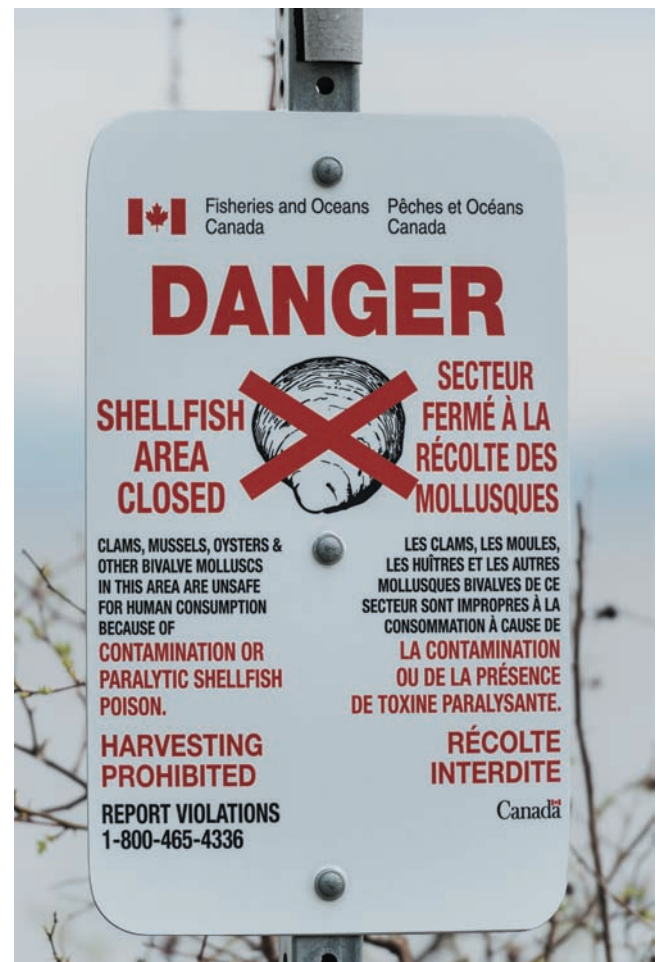 Fisheries and Oceans
Canada
Pêches et Océans
Canada
DANGER
SHELLFISH
AREA
CLOSED
SECTEUR
FERMÉ À LA
RÉCOLTE DES
MOLLUSQUES
CLAMS, MUSSELS, OYSTERS &
OTHER BIVALVE MOLLUSCS
IN THIS AREA ARE UNSAFE
FOR HUMAN CONSUMPTION
BECAUSE OF
CONTAMINATION OR
PARALYTIC SHELLFISH
POISON.
HARVESTING
PROHIBITED
REPORT VIOLATIONS
1-800-465-4336
LES CLAMS, LES MOULES,
LES HUÎTRES ET LES AUTRES
MOLLUSQUES BIVALVES DE CE
SECTEUR SONT IMPROPRES À LA
CONSOMMATION À CAUSE DE
LA CONTAMINATION
OU DE LA PRÉSENCE
DE TOXINE PARALYSANTE.
RÉCOLTE
INTERDITE
Canada